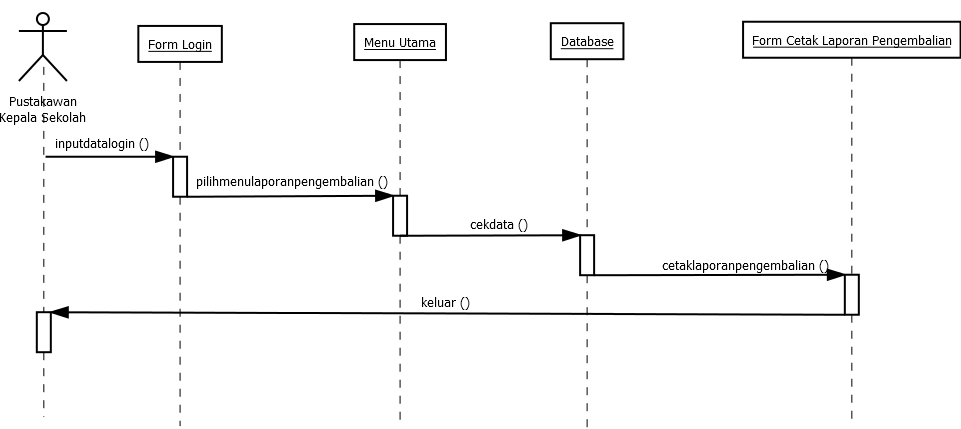 Form Login
Menu Utama
Database
Form Cetak Laporan Pengembalian
Pustakawan
Kepala Sekolah
inputdatalogin ()
pilihmenulaporanpengembalian ()
cekdata ()
cetaklaporanpengembalian ()
keluar ()